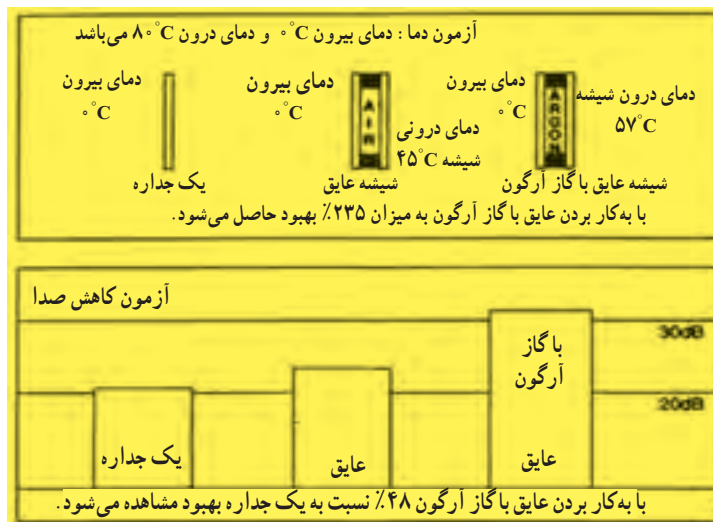 آزمون دما : دمای بیرون ۰°C و دمای درون ۸۰°C می‌باشد
دمای بیرون
۰°C
دمای بیرون
۰°C
دمای بیرون
۰°C
دمای درون شیشه
۵۷°C
AIR
ARGON
دمای درونی
شیشه ۴۵°C
شیشه عایق با گاز آرگون
شیشه عایق
یک جداره
با به‌کار بردن عایق با گاز آرگون به میزان ۲۳۵٪ بهبود حاصل می‌شود.
آزمون کاهش صدا
30dB
با گاز
آرگون
20dB
عایق
عایق
یک جداره
با به‌کار بردن عایق با گاز آرگون ۴۸٪ نسبت به یک جداره بهبود مشاهده می‌شود.